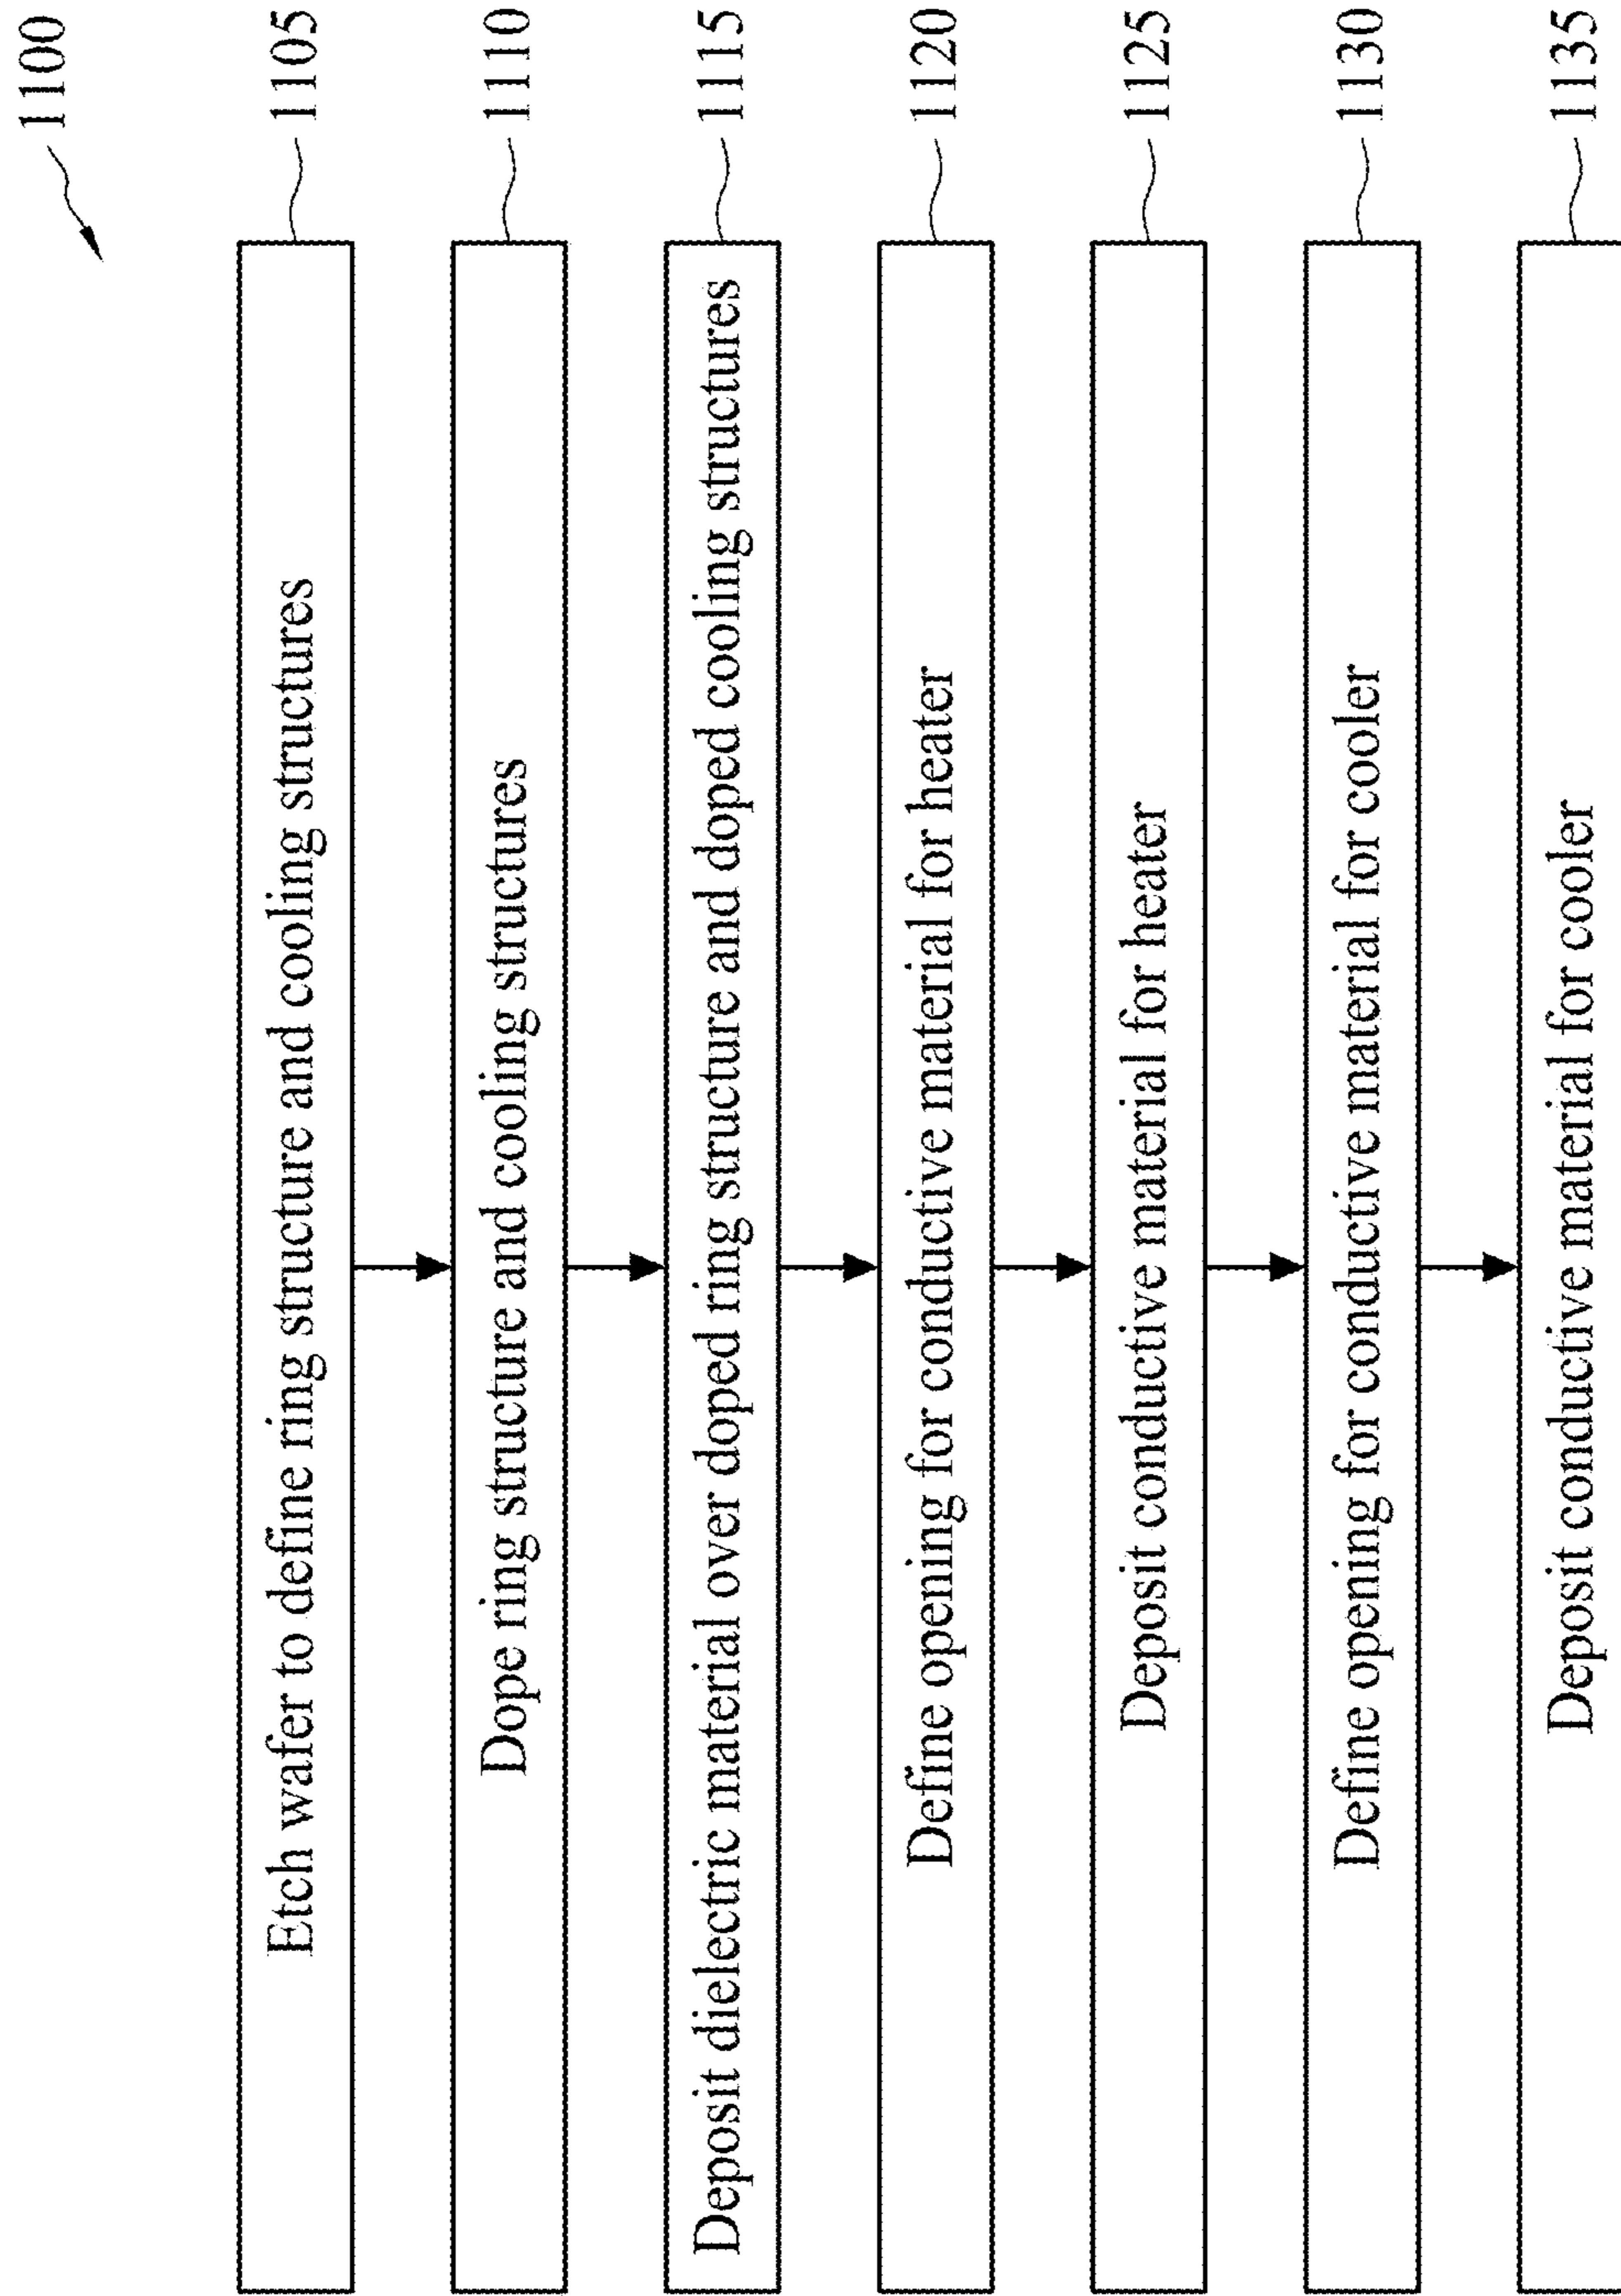 1100
Etch wafer to define ring structure and cooling structures
1105
Dope ring structure and cooling structures
1110
Deposit dielectric material over doped ring structure and doped cooling structures
1115
Define opening for conductive material for heater
1120
Deposit conductive material for heater
1125
Define opening for conductive material for cooler
1130
Deposit conductive material for cooler
1135